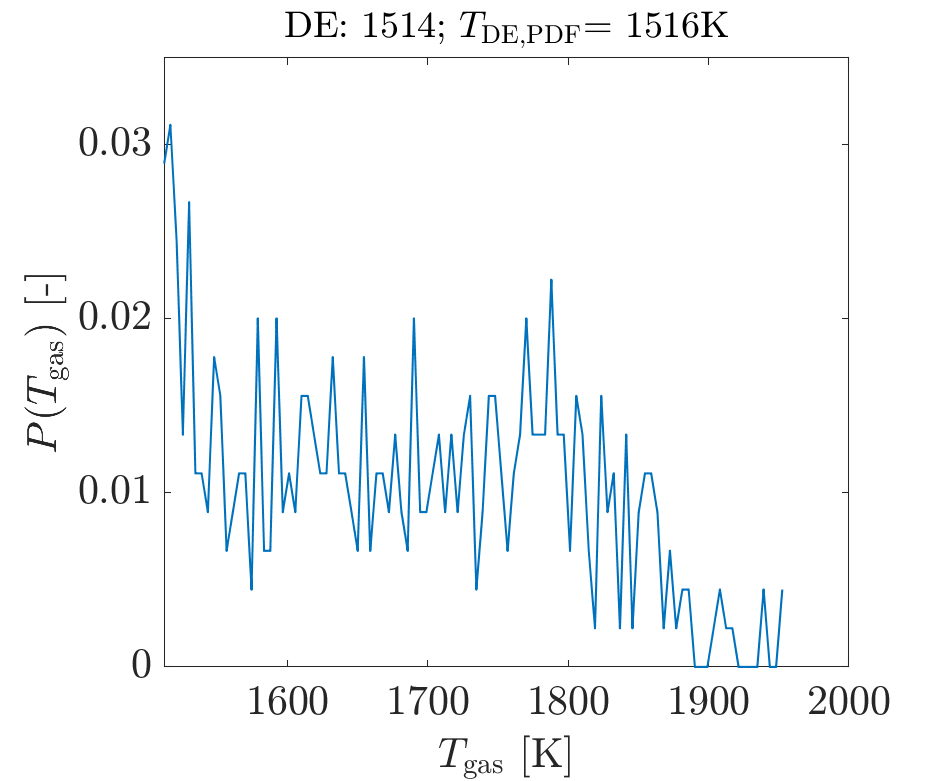 DE: 1514; T_DE,PDF= 1516K
0.03
0.02
0.01
0
P(T_gas) [-]
1600 1700 1800 1900 2000
T_gas [K]